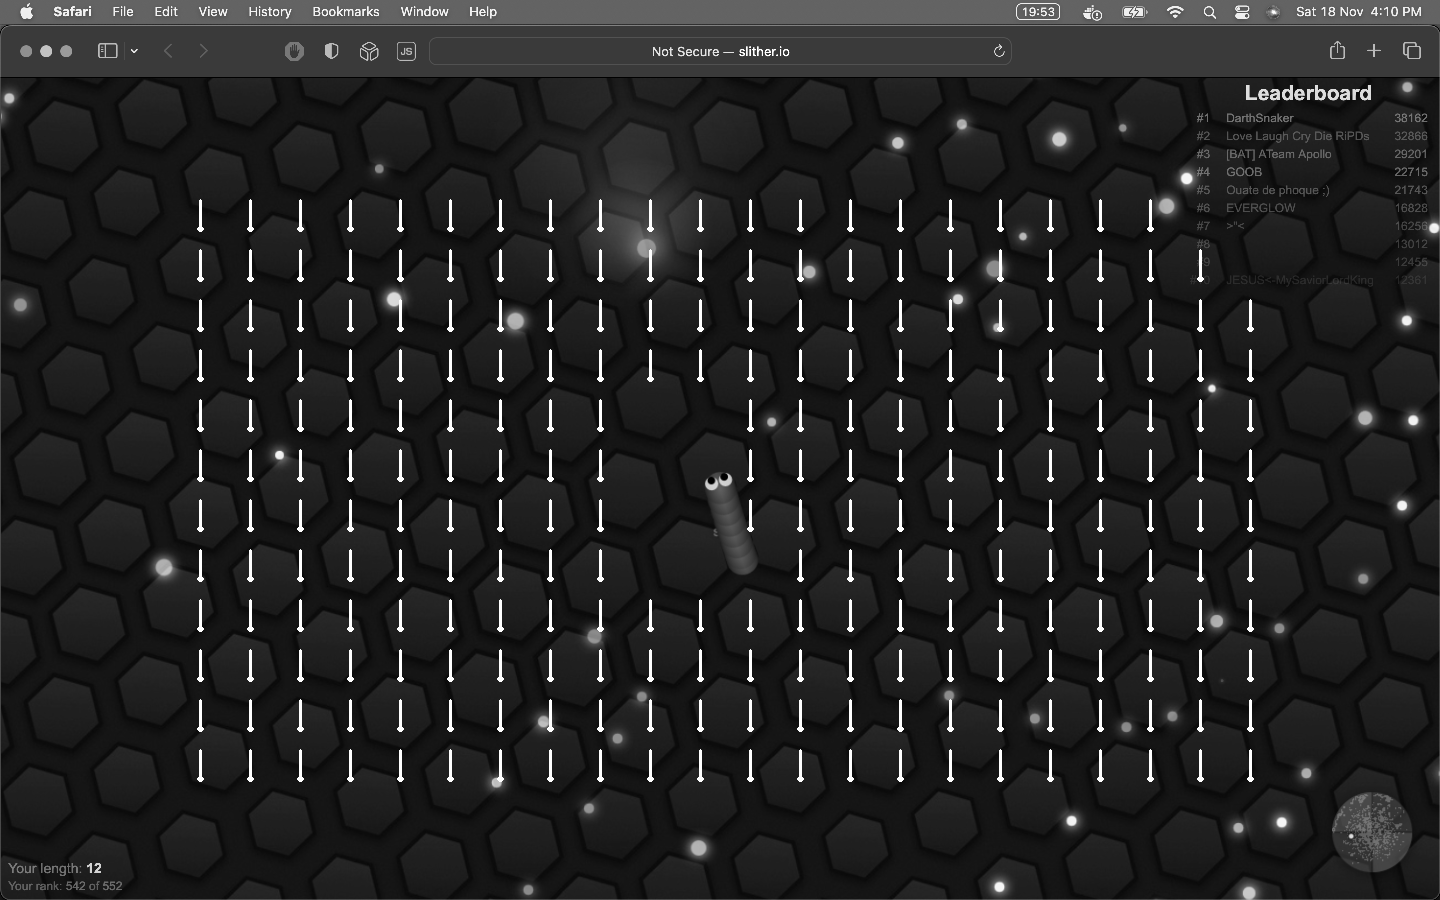 Safari File Edit View History Bookmarks Window Help 19:53 Sat 18 Nov 4:10 PM
JS Not Secure — slither.io
Leaderboard
#1 DarthSnaker 38162
#2 Love Laugh Cry Die RiPDs 32866
#3 [BAT] ATeam Apollo 29201
#4 GOOB 22715
#5 Ouate de phoque ;) 21743
#6 EVERGLOW 16828
#7 >"< 16256
#8 13012
#9 12455
JESUS<-MySaviorLordKing 12361
Your length: 12
Your rank: 542 of 552